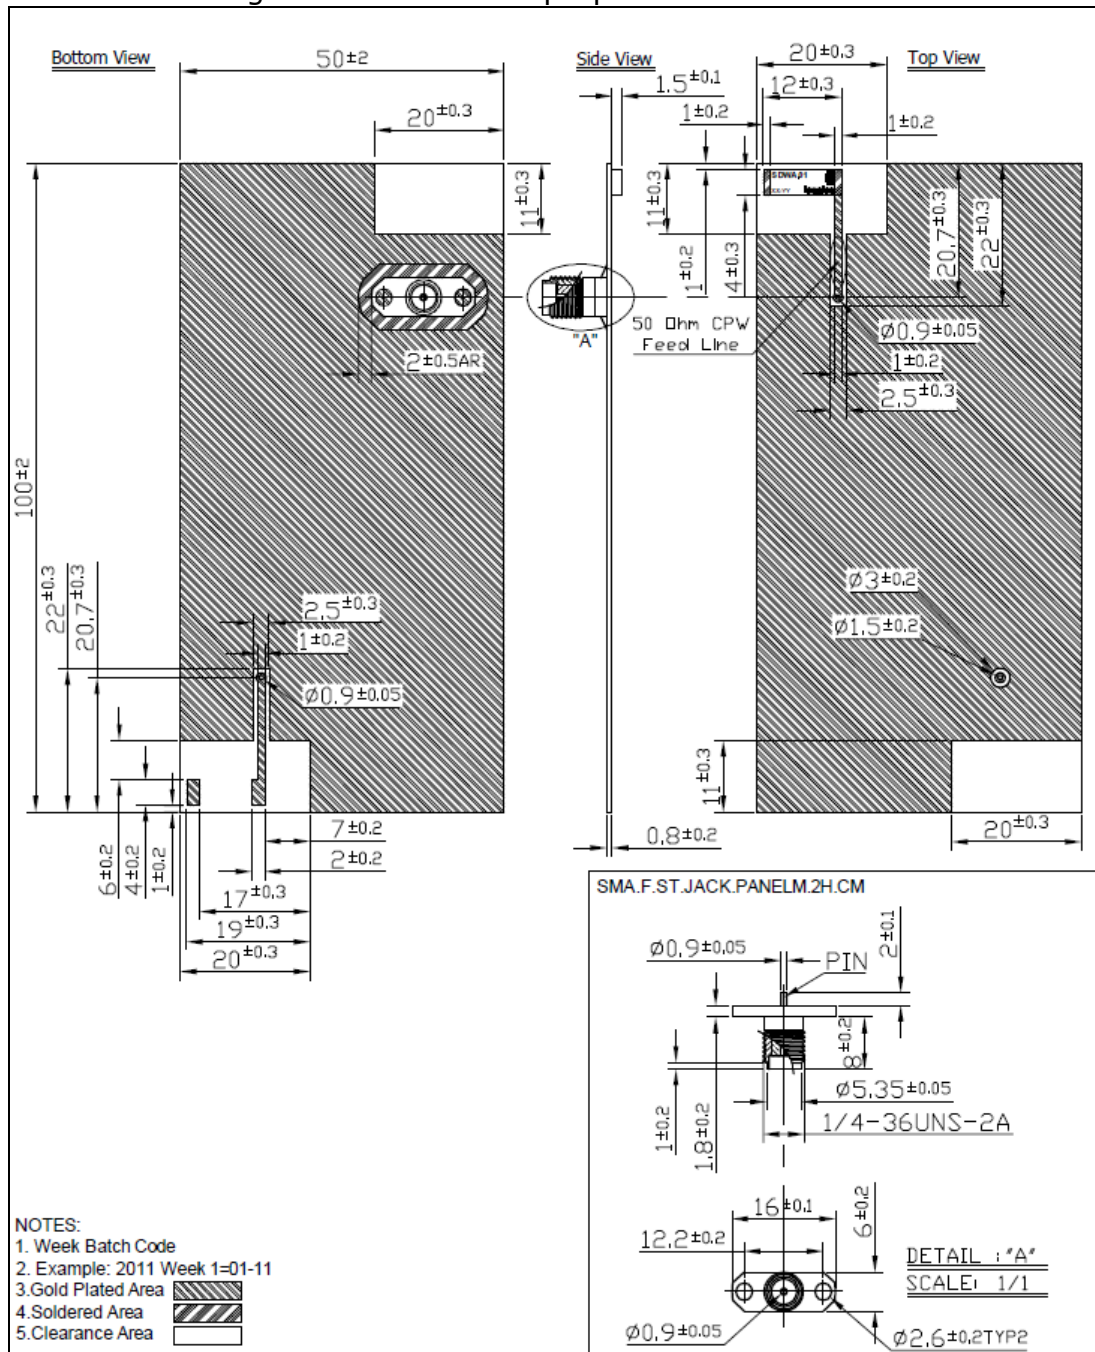 Bottom View
50±2
20±0.3
11±0.3
100±2
2±0.5AR
22±0.3
20.7±0.3
2.5±0.3
1±0.2
Ø0.9±0.05
6±0.2
4±0.2
1±0.2
7±0.2
2±0.2
17±0.3
19±0.3
20±0.3
Side View
1.5±0.1
"A"
0.8±0.2
Top View
20±0.3
12±0.3
1±0.2
1±0.2
SDWA.01
XX-YY
11±0.3
1±0.2
4±0.3
20.7±0.3
22±0.3
50 Ohm CPW
Feed Line
Ø0.9±0.05
1±0.2
2.5±0.3
Ø3±0.2
Ø1.5±0.2
11±0.3
20±0.3
SMA.F.ST.JACK.PANELM.2H.CM
Ø0.9±0.05
PIN
2±0.1
8±0.2
Ø5.35±0.05
1/4-36UNS-2A
1±0.2
1.8±0.2
16±0.1
12.2±0.2
6±0.2
Ø0.9±0.05
Ø2.6±0.2TYP2
DETAIL :"A"
SCALE: 1/1
NOTES:
1. Week Batch Code
2. Example: 2011 Week 1=01-11
3.Gold Plated Area
4.Soldered Area
5.Clearance Area